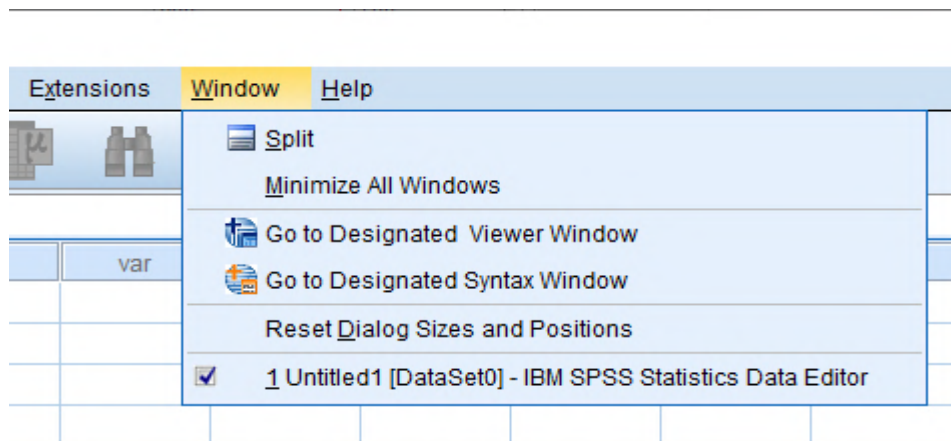 Extensions Window Help
Split
Minimize All Windows
Go to Designated  Viewer Window
var
Go to Designated Syntax Window
Reset Dialog Sizes and Positions
1 Untitled1 [DataSet0] - IBM SPSS Statistics Data Editor